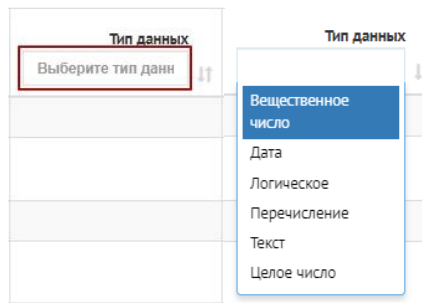 Тип данных
Выберите тип данн
Тип данных
Вещественное
число
Дата
Логическое
Перечисление
Текст
Целое число